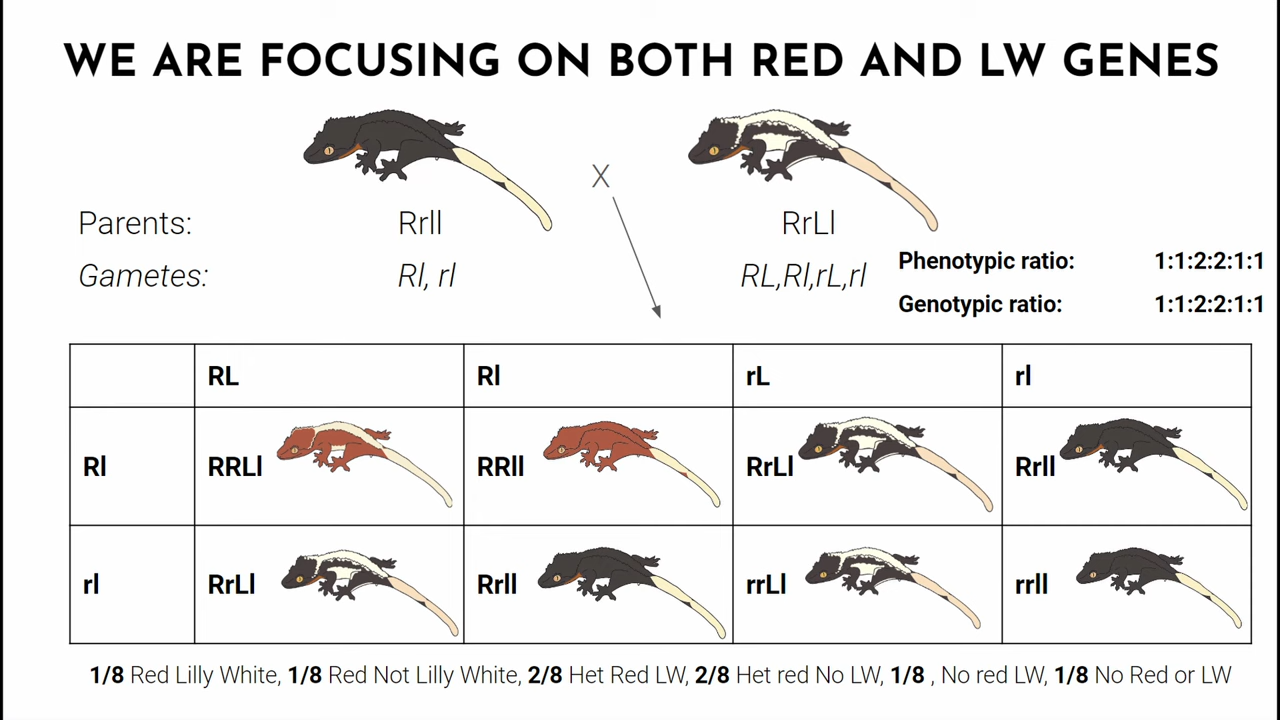 WE ARE FOCUSING ON BOTH RED AND LW GENES
X
Parents: Rrll RrLl
Gametes: Rl, rl RL,Rl,rL,rl
Phenotypic ratio: 1:1:2:2:1:1
Genotypic ratio: 1:1:2:2:1:1
RL Rl rL rl
Rl RRLl RRll RrLl Rrll
rl RrLl Rrll rrLl rrll
1/8 Red Lilly White, 1/8 Red Not Lilly White, 2/8 Het Red LW, 2/8 Het red No LW, 1/8 , No red LW, 1/8 No Red or LW